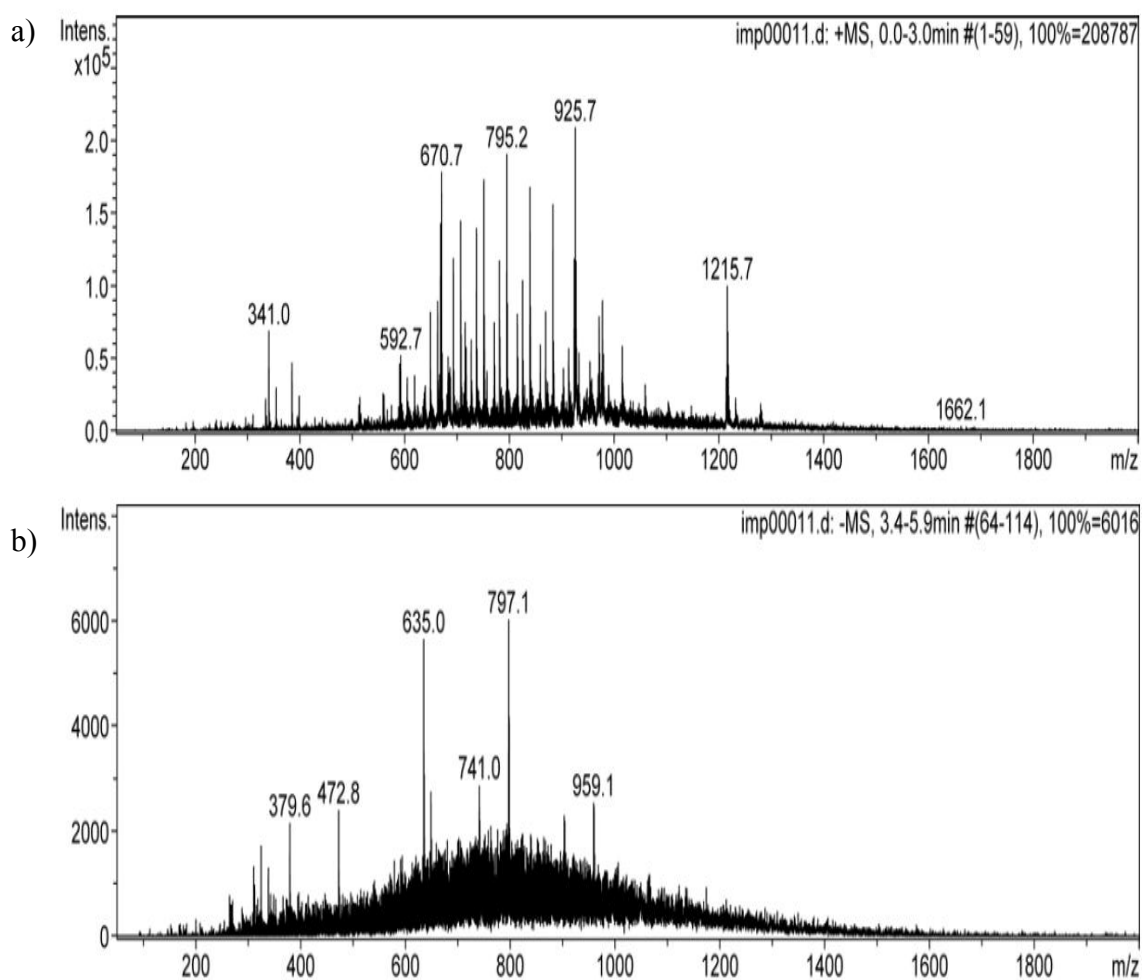 a)
Intens.
x10⁵
imp00011.d: +MS, 0.0-3.0min #(1-59), 100%=208787
925.7
795.2
2.0
670.7
1.5
1215.7
1.0
341.0
592.7
0.5
1662.1
0.0
200 400 600 800 1000 1200 1400 1600 1800 m/z
b)
Intens.
imp00011.d: -MS, 3.4-5.9min #(64-114), 100%=6016
797.1
6000
635.0
4000
741.0
959.1
472.8
379.6
2000
0
200 400 600 800 1000 1200 1400 1600 1800 m/z